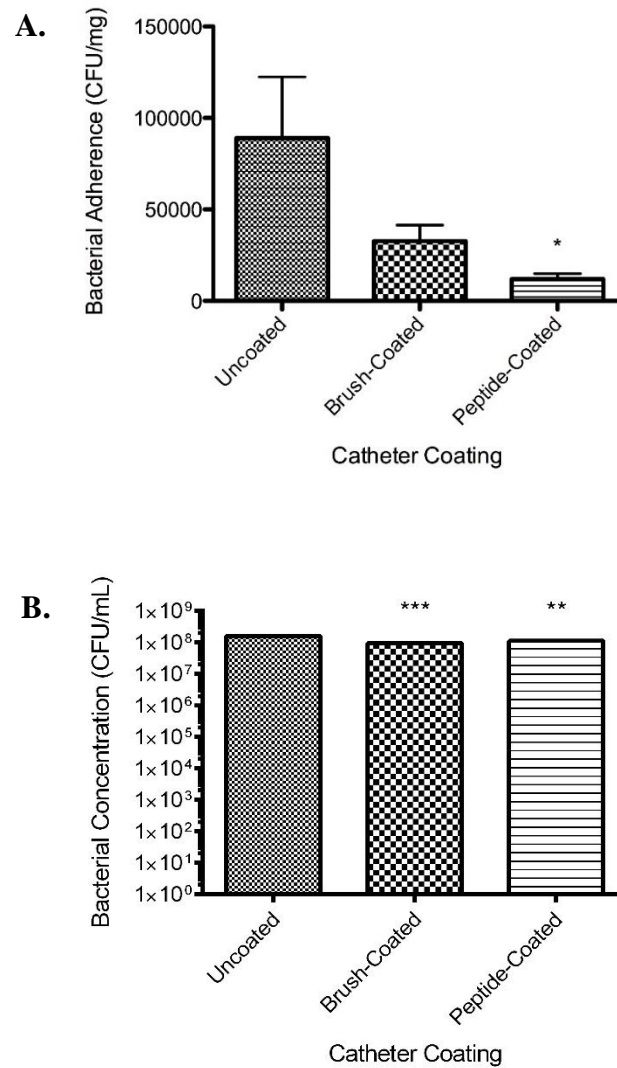 A.
Bacterial Adherence (CFU/mg)
150000
100000
50000
0
*
Uncoated
Brush-Coated
Peptide-Coated
Catheter Coating
B.
Bacterial Concentration (CFU/mL)
1×10⁹
1×10⁸
1×10⁷
1×10⁶
1×10⁵
1×10⁴
1×10³
1×10²
1×10¹
1×10⁰
***
**
Uncoated
Brush-Coated
Peptide-Coated
Catheter Coating